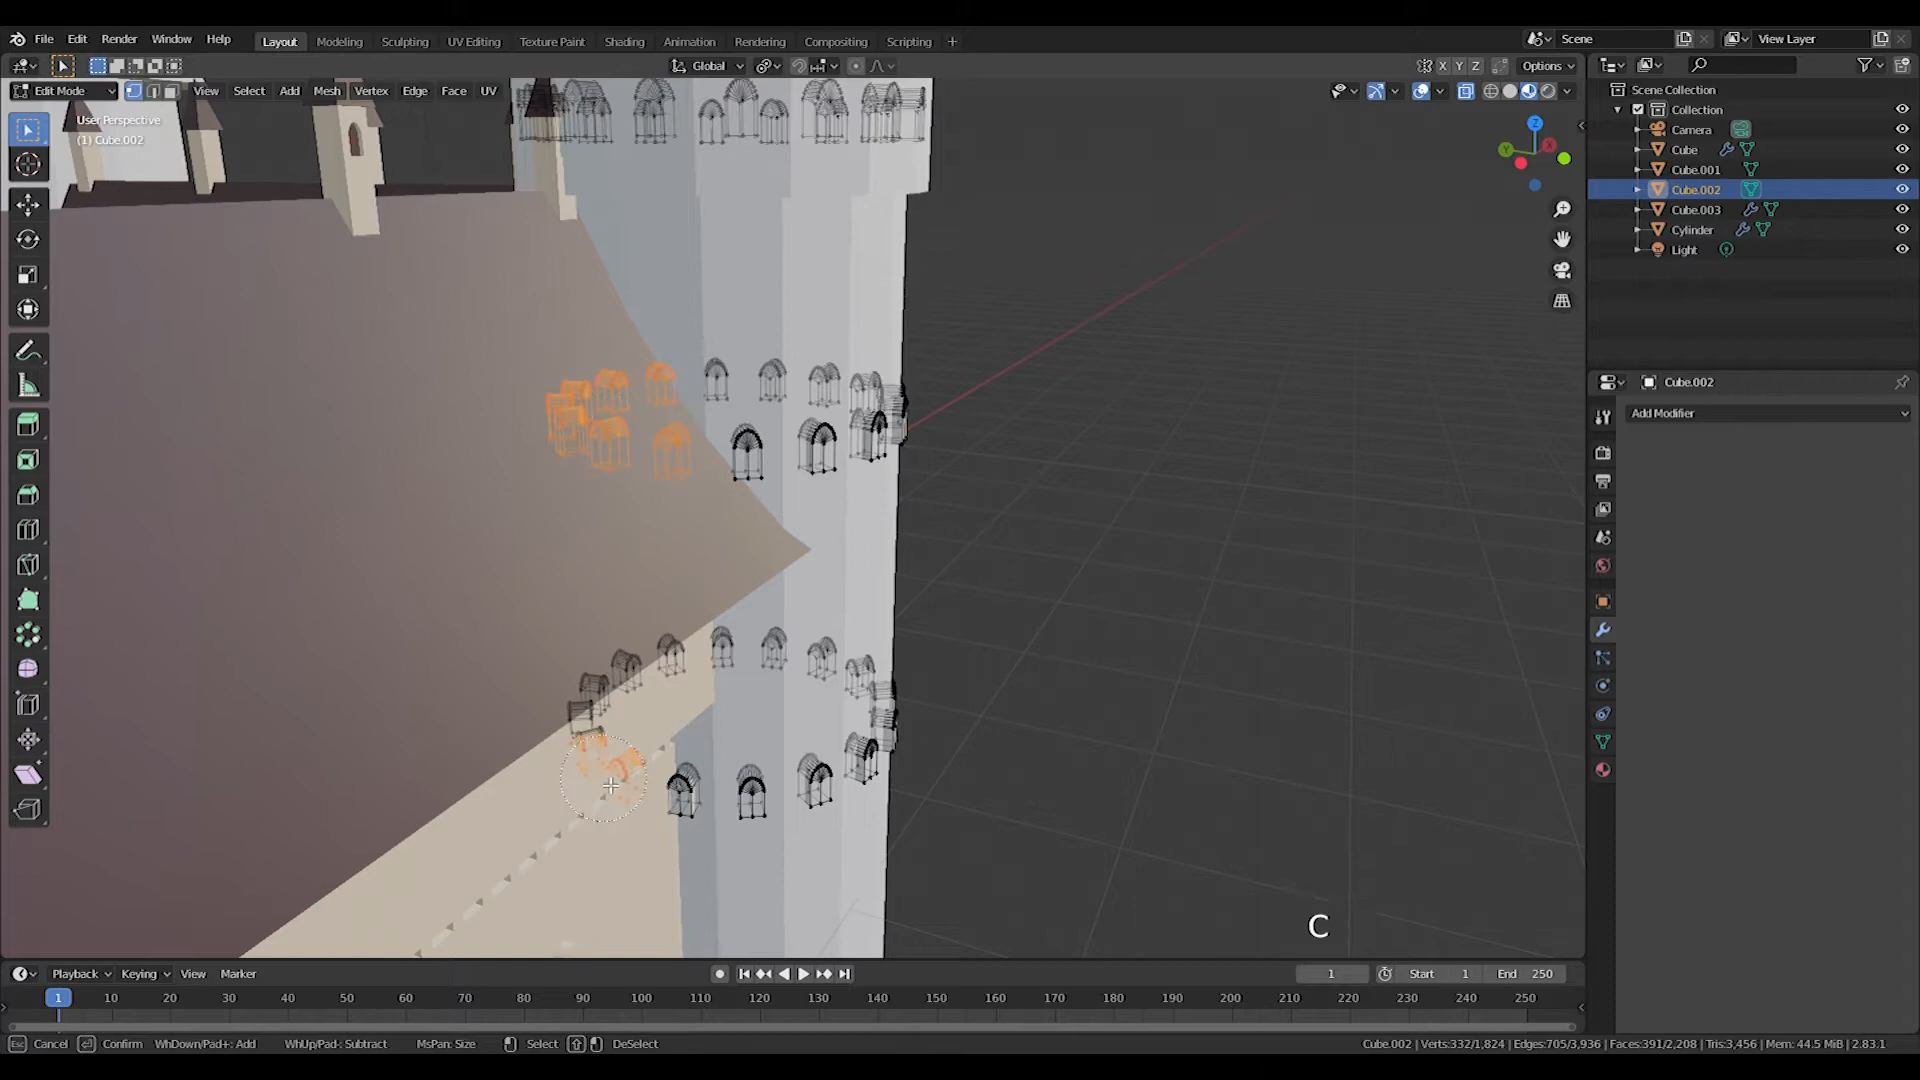 File Edit Render Window Help Layout Modeling Sculpting UV Editing Texture Paint Shading Animation Rendering Compositing Scripting + Scene View Layer
Global X Y Z Options
Edit Mode View Select Add Mesh Vertex Edge Face UV
User Perspective
(1) Cube.002
Z
Y
X
Scene Collection
Collection
Camera
Cube
Cube.001
Cube.002
Cube.003
Cylinder
Light
Cube.002
Add Modifier
C
Playback Keying View Marker 1 Start 1 End 250
1 10 20 30 40 50 60 70 80 90 100 110 120 130 140 150 160 170 180 190 200 210 220 230 240 250
Esc Cancel Confirm WhDown/Pad+: Add WhUp/Pad-: Subtract MsPan: Size Select DeSelect Cube.002 | Verts:332/1,824 | Edges:705/3,936 | Faces:391/2,208 | Tris:3,456 | Mem: 44.5 MiB | 2.83.1